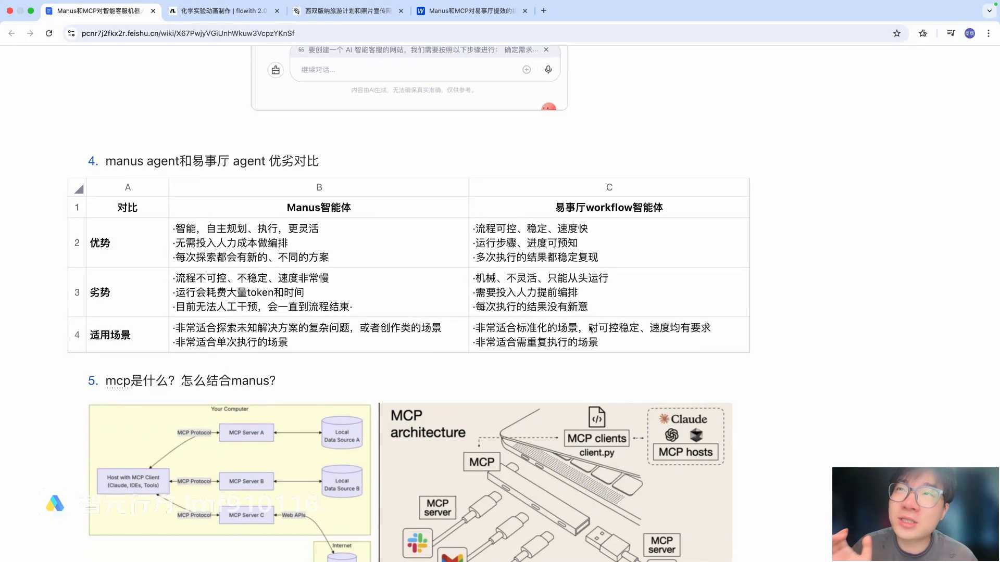 Manus和MCP对智能客服机器人
化学实验动画制作 | flowith 2.0
西双版纳旅游计划和照片宣传网
Manus和MCP对易事厅提效的
pcnr7j2fkx2r.feishu.cn/wiki/X67PwjyVGiUnhWkuw3VcpzYKnSf
要创建一个 AI 智能客服的网站，我们需要按照以下步骤进行： 确定需求...
继续对话...
内容由AI生成，无法确保真实准确，仅供参考。
4. manus agent和易事厅 agent 优劣对比
A B C
1 对比 Manus智能体 易事厅workflow智能体
2 优势
·智能，自主规划、执行，更灵活
·无需投入人力成本做编排
·每次探索都会有新的、不同的方案
·流程可控、稳定、速度快
·运行步骤、进度可预知
·多次执行的结果都稳定复现
3 劣势
·流程不可控、不稳定、速度非常慢
·运行会耗费大量token和时间
·目前无法人工干预，会一直到流程结束·
·机械、不灵活、只能从头运行
·需要投入人力提前编排
·每次执行的结果没有新意
4 适用场景
·非常适合探索未知解决方案的复杂问题，或者创作类的场景
·非常适合单次执行的场景
·非常适合标准化的场景，对可控稳定、速度均有要求
·非常适合需重复执行的场景
5. mcp是什么？怎么结合manus?
Your Computer
MCP Protocol
MCP Server A
Local
Data Source A
Host with MCP Client
(Claude, IDEs, Tools)
MCP Protocol
MCP Server B
Local
Data Source B
MCP Protocol
MCP Server C
Web APIs
Internet
MCP
architecture
MCP clients
client.py
Claude
MCP hosts
MCP
MCP
server
MCP
server
lmf910116